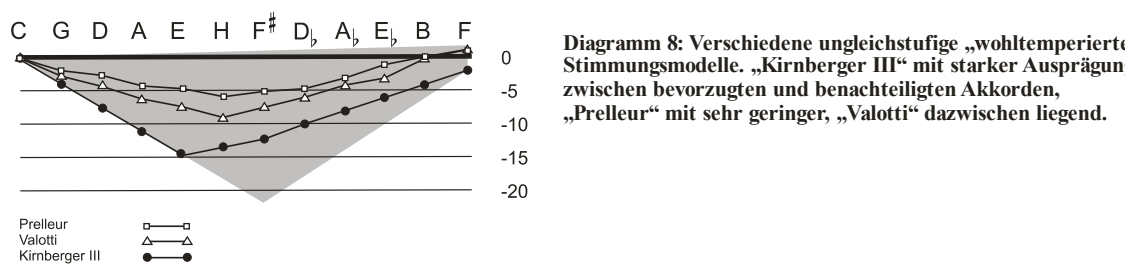 C G D A E H F♯ D♭ A♭ E♭ B F
0
-5
-10
-15
-20
Prelleur
Valotti
Kirnberger III
Diagramm 8: Verschiedene ungleichstufige „wohltemperierte
Stimmungsmodelle. „Kirnberger III“ mit starker Ausprägun
zwischen bevorzugten und benachteiligten Akkorden,
„Prelleur“ mit sehr geringer, „Valotti“ dazwischen liegend.